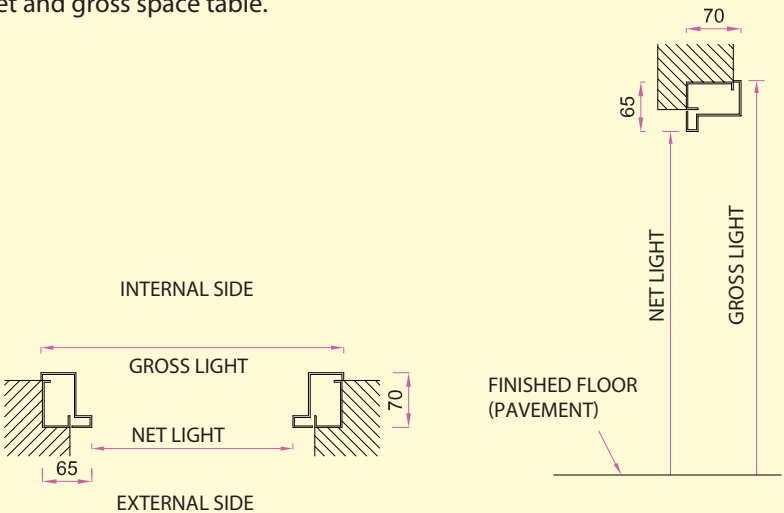 et and gross space table.
70
65
NET LIGHT
GROSS LIGHT
INTERNAL SIDE
GROSS LIGHT
70
NET LIGHT
65
EXTERNAL SIDE
FINISHED FLOOR
(PAVEMENT)